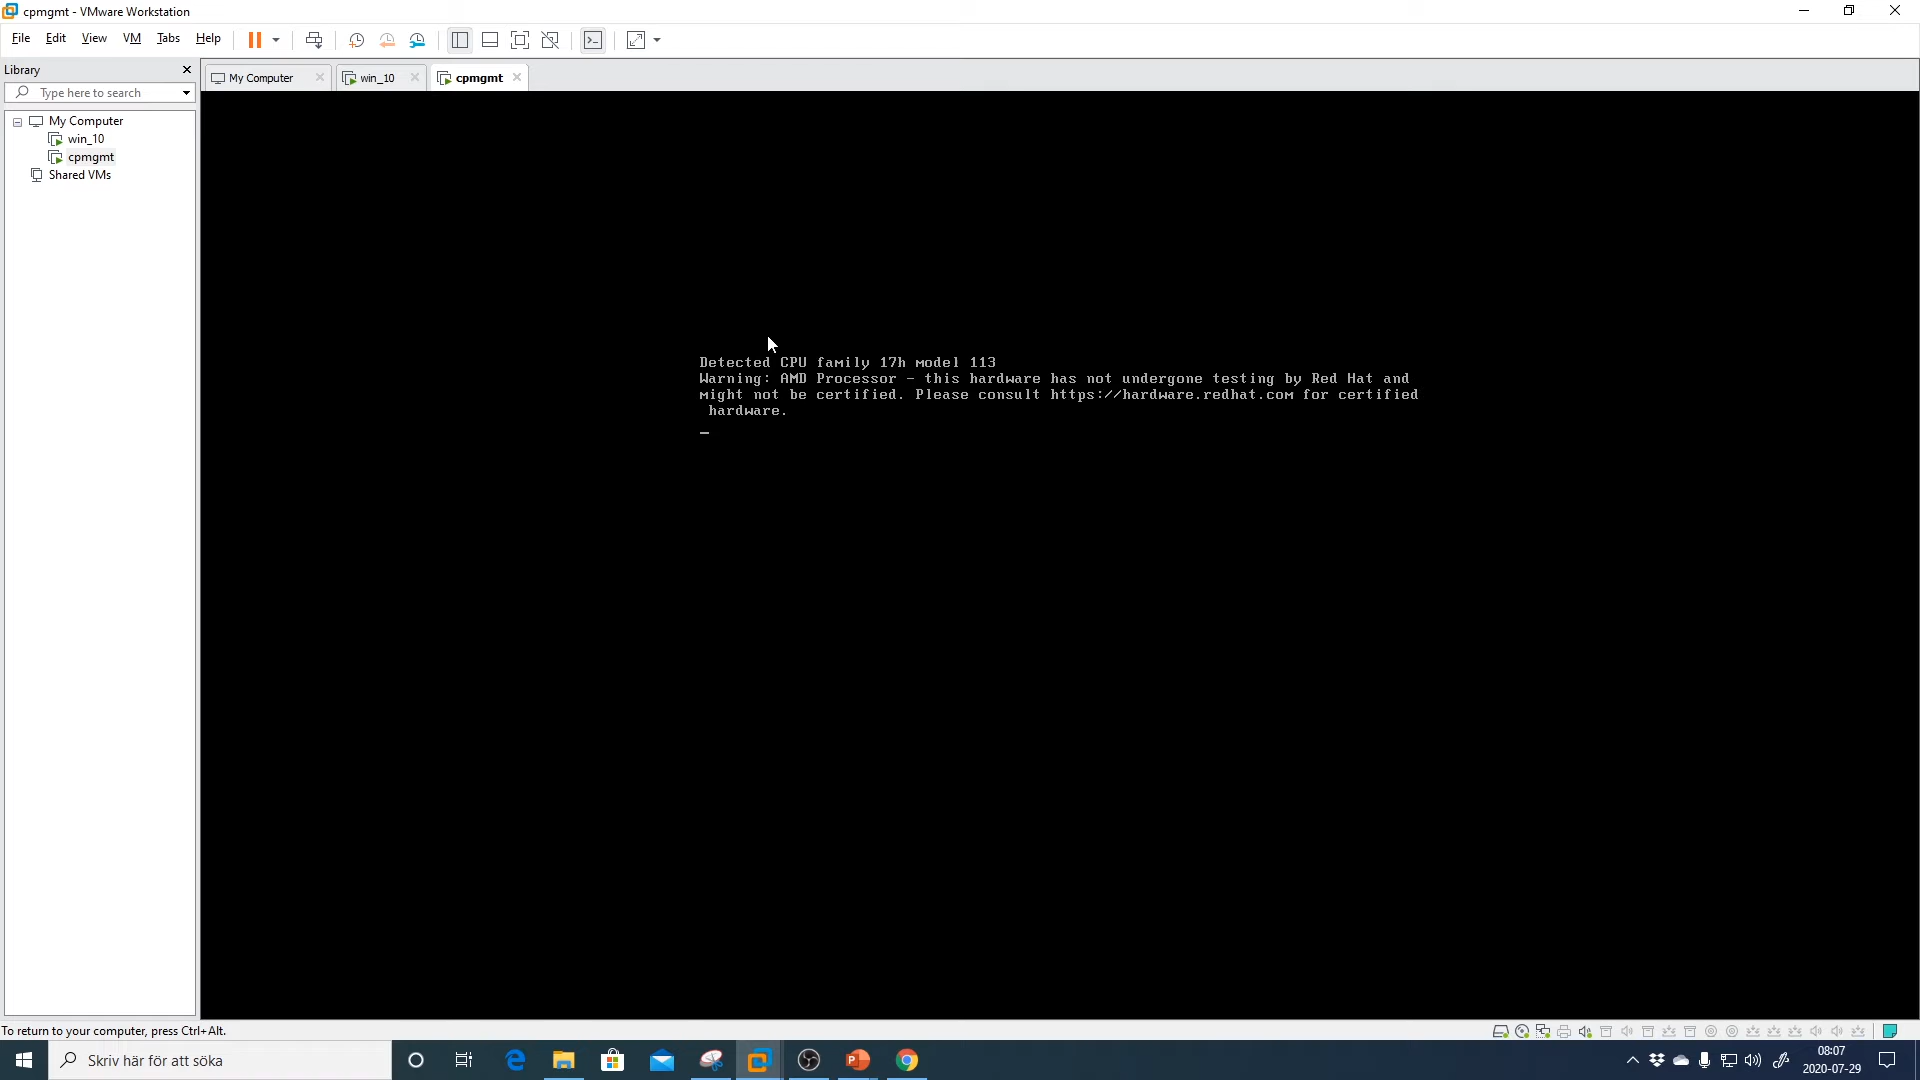 cpmgmt - VMware Workstation
File Edit View VM Tabs Help
Library
Type here to search
My Computer
win_10
cpmgmt
Shared VMs
My Computer
win_10
cpmgmt
Detected CPU family 17h model 113
Warning: AMD Processor - this hardware has not undergone testing by Red Hat and
might not be certified. Please consult https://hardware.redhat.com for certified
hardware.
To return to your computer, press Ctrl+Alt.
Skriv här för att söka
08:07
2020-07-29